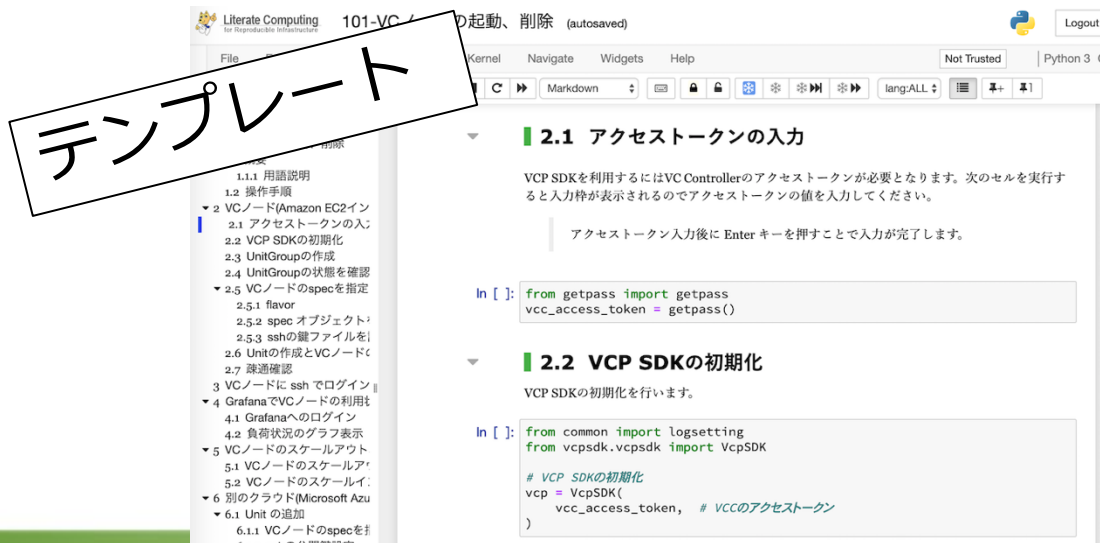 Literate Computing
for Reproducible Infrastructure
101-VCノ
の起動、削除 (autosaved)
Logout
テンプレート
File
Kernel Navigate Widgets Help
Not Trusted
Python 3
Markdown
lang:ALL
削除
概要
1.1.1 用語説明
1.2 操作手順
2 VCノード(Amazon EC2イン
2.1 アクセストークンの入力
2.2 VCP SDKの初期化
2.3 UnitGroupの作成
2.4 UnitGroupの状態を確認
2.5 VCノードのspecを指定
2.5.1 flavor
2.5.2 spec オブジェクト
2.5.3 sshの鍵ファイルを
2.6 Unitの作成とVCノードの
2.7 疎通確認
3 VCノードに ssh でログイン
4 GrafanaでVCノードの利用状
4.1 Grafanaへのログイン
4.2 負荷状況のグラフ表示
5 VCノードのスケールアウト
5.1 VCノードのスケールア
5.2 VCノードのスケールイ
6 別のクラウド(Microsoft Azu
6.1 Unit の追加
6.1.1 VCノードのspecを
2.1 アクセストークンの入力
VCP SDKを利用するにはVC Controllerのアクセストークンが必要となります。次のセルを実行す
ると入力枠が表示されるのでアクセストークンの値を入力してください。
アクセストークン入力後に Enter キーを押すことで入力が完了します。
In [ ]: from getpass import getpass
vcc_access_token = getpass()
2.2 VCP SDKの初期化
VCP SDKの初期化を行います。
In [ ]: from common import logsetting
from vcpsdk.vcpsdk import VcpSDK
# VCP SDKの初期化
vcp = VcpSDK(
vcc_access_token, # VCCのアクセストークン
)